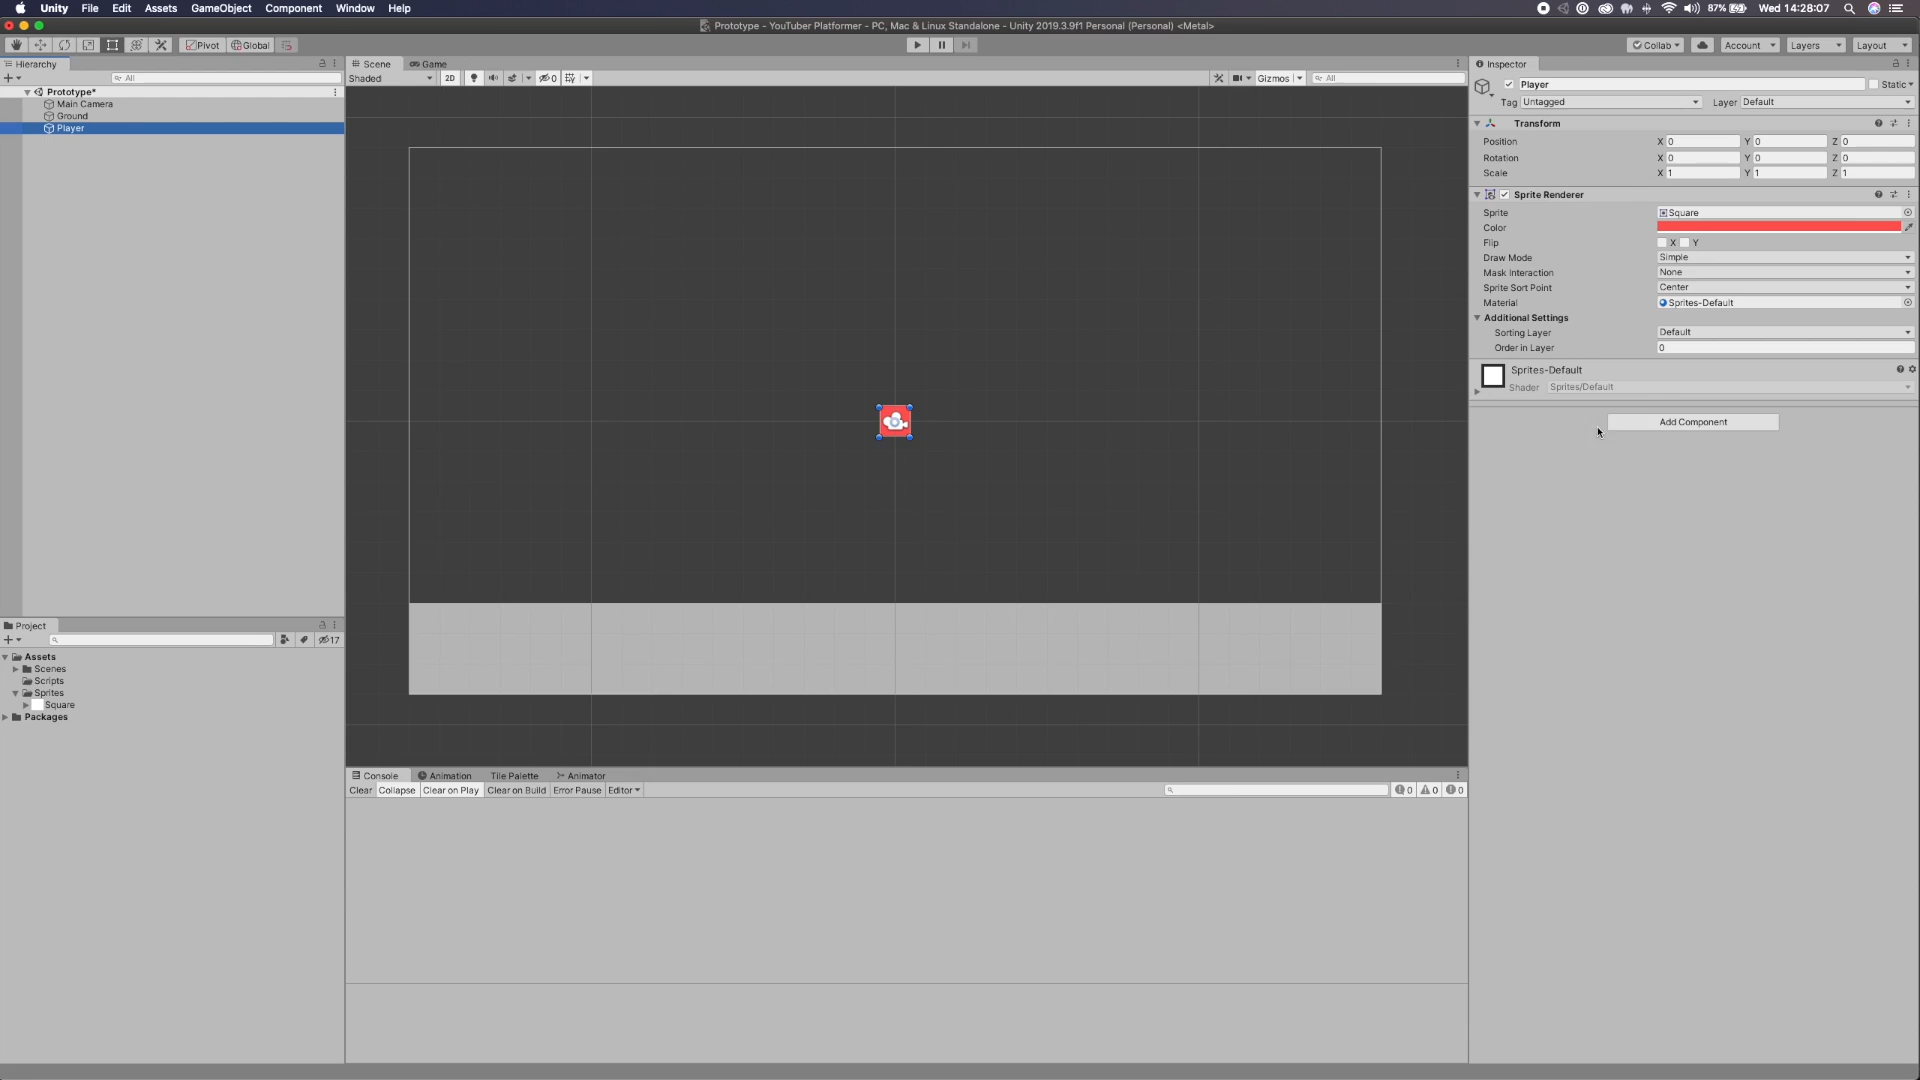 Unity File Edit Assets GameObject Component Window Help
87% Wed 14:28:07
Prototype - YouTuber Platformer - PC, Mac & Linux Standalone - Unity 2019.3.9f1 Personal (Personal) <Metal>
Pivot Global
Collab Account Layers Layout
Hierarchy
All
Prototype*
Main Camera
Ground
Player
Scene Game
Shaded 2D 0 Gizmos All
Inspector
Player Static
Tag Untagged Layer Default
Transform
Position X 0 Y 0 Z 0
Rotation X 0 Y 0 Z 0
Scale X 1 Y 1 Z 1
Sprite Renderer
Sprite Square
Color
Flip X Y
Draw Mode Simple
Mask Interaction None
Sprite Sort Point Center
Material Sprites-Default
Additional Settings
Sorting Layer Default
Order in Layer 0
Sprites-Default
Shader Sprites/Default
Add Component
Project
17
Assets
Scenes
Scripts
Sprites
Square
Packages
Console Animation Tile Palette Animator
Clear Collapse Clear on Play Clear on Build Error Pause Editor
0 0 0